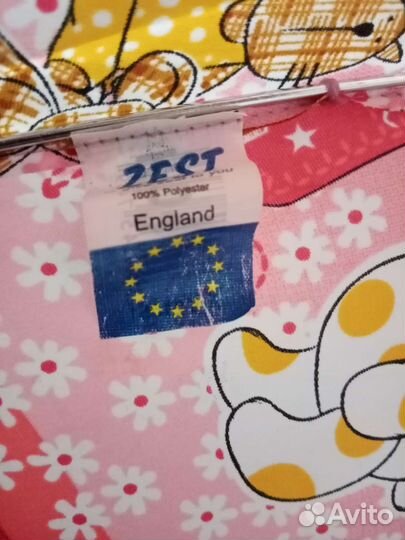 ZEST
100% Polyester
England
Avito